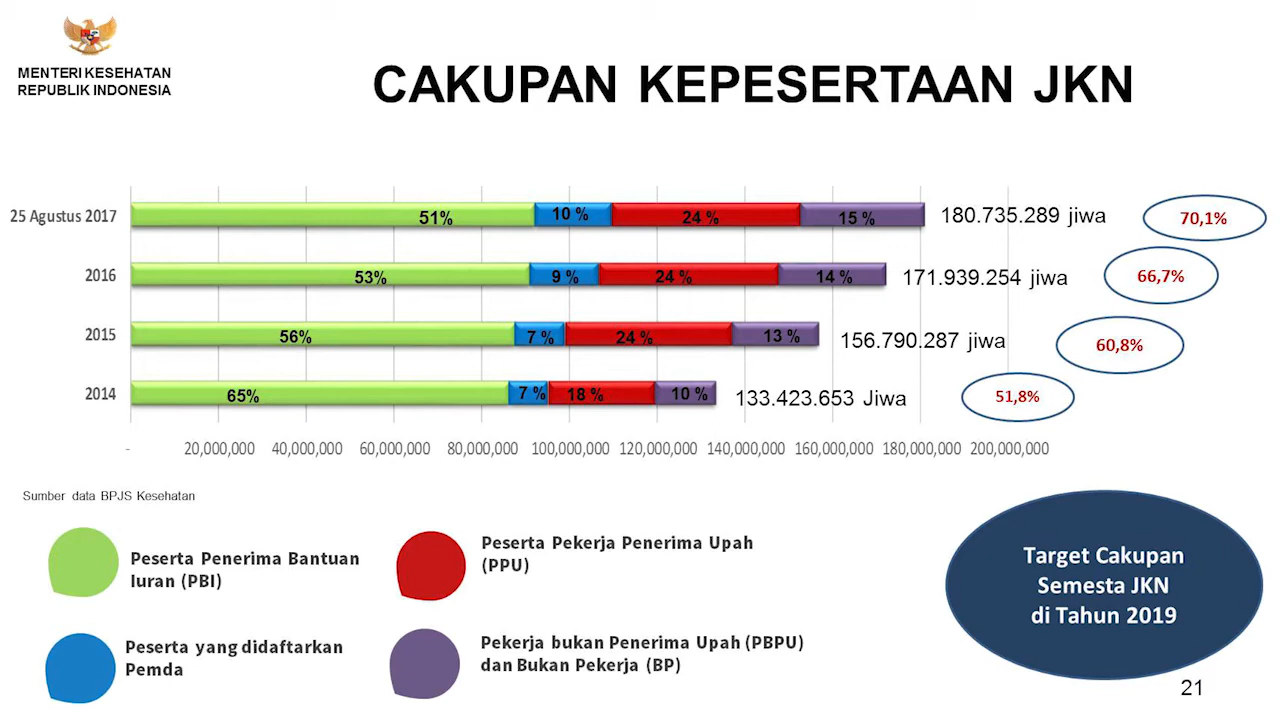 MENTERI KESEHATAN
REPUBLIK INDONESIA
CAKUPAN KEPESERTAAN JKN
25 Agustus 2017
51%
10 %
24 %
15 %
180.735.289 jiwa
70,1%
2016
53%
9 %
24 %
14 %
171.939.254 jiwa
66,7%
2015
56%
7 %
24 %
13 %
156.790.287 jiwa
60,8%
2014
65%
7 %
18 %
10 %
133.423.653 Jiwa
51,8%
- 20,000,000 40,000,000 60,000,000 80,000,000 100,000,000 120,000,000 140,000,000 160,000,000 180,000,000 200,000,000
Sumber data BPJS Kesehatan
Peserta Penerima Bantuan
Iuran (PBI)
Peserta Pekerja Penerima Upah
(PPU)
Peserta yang didaftarkan
Pemda
Pekerja bukan Penerima Upah (PBPU)
dan Bukan Pekerja (BP)
Target Cakupan
Semesta JKN
di Tahun 2019
21